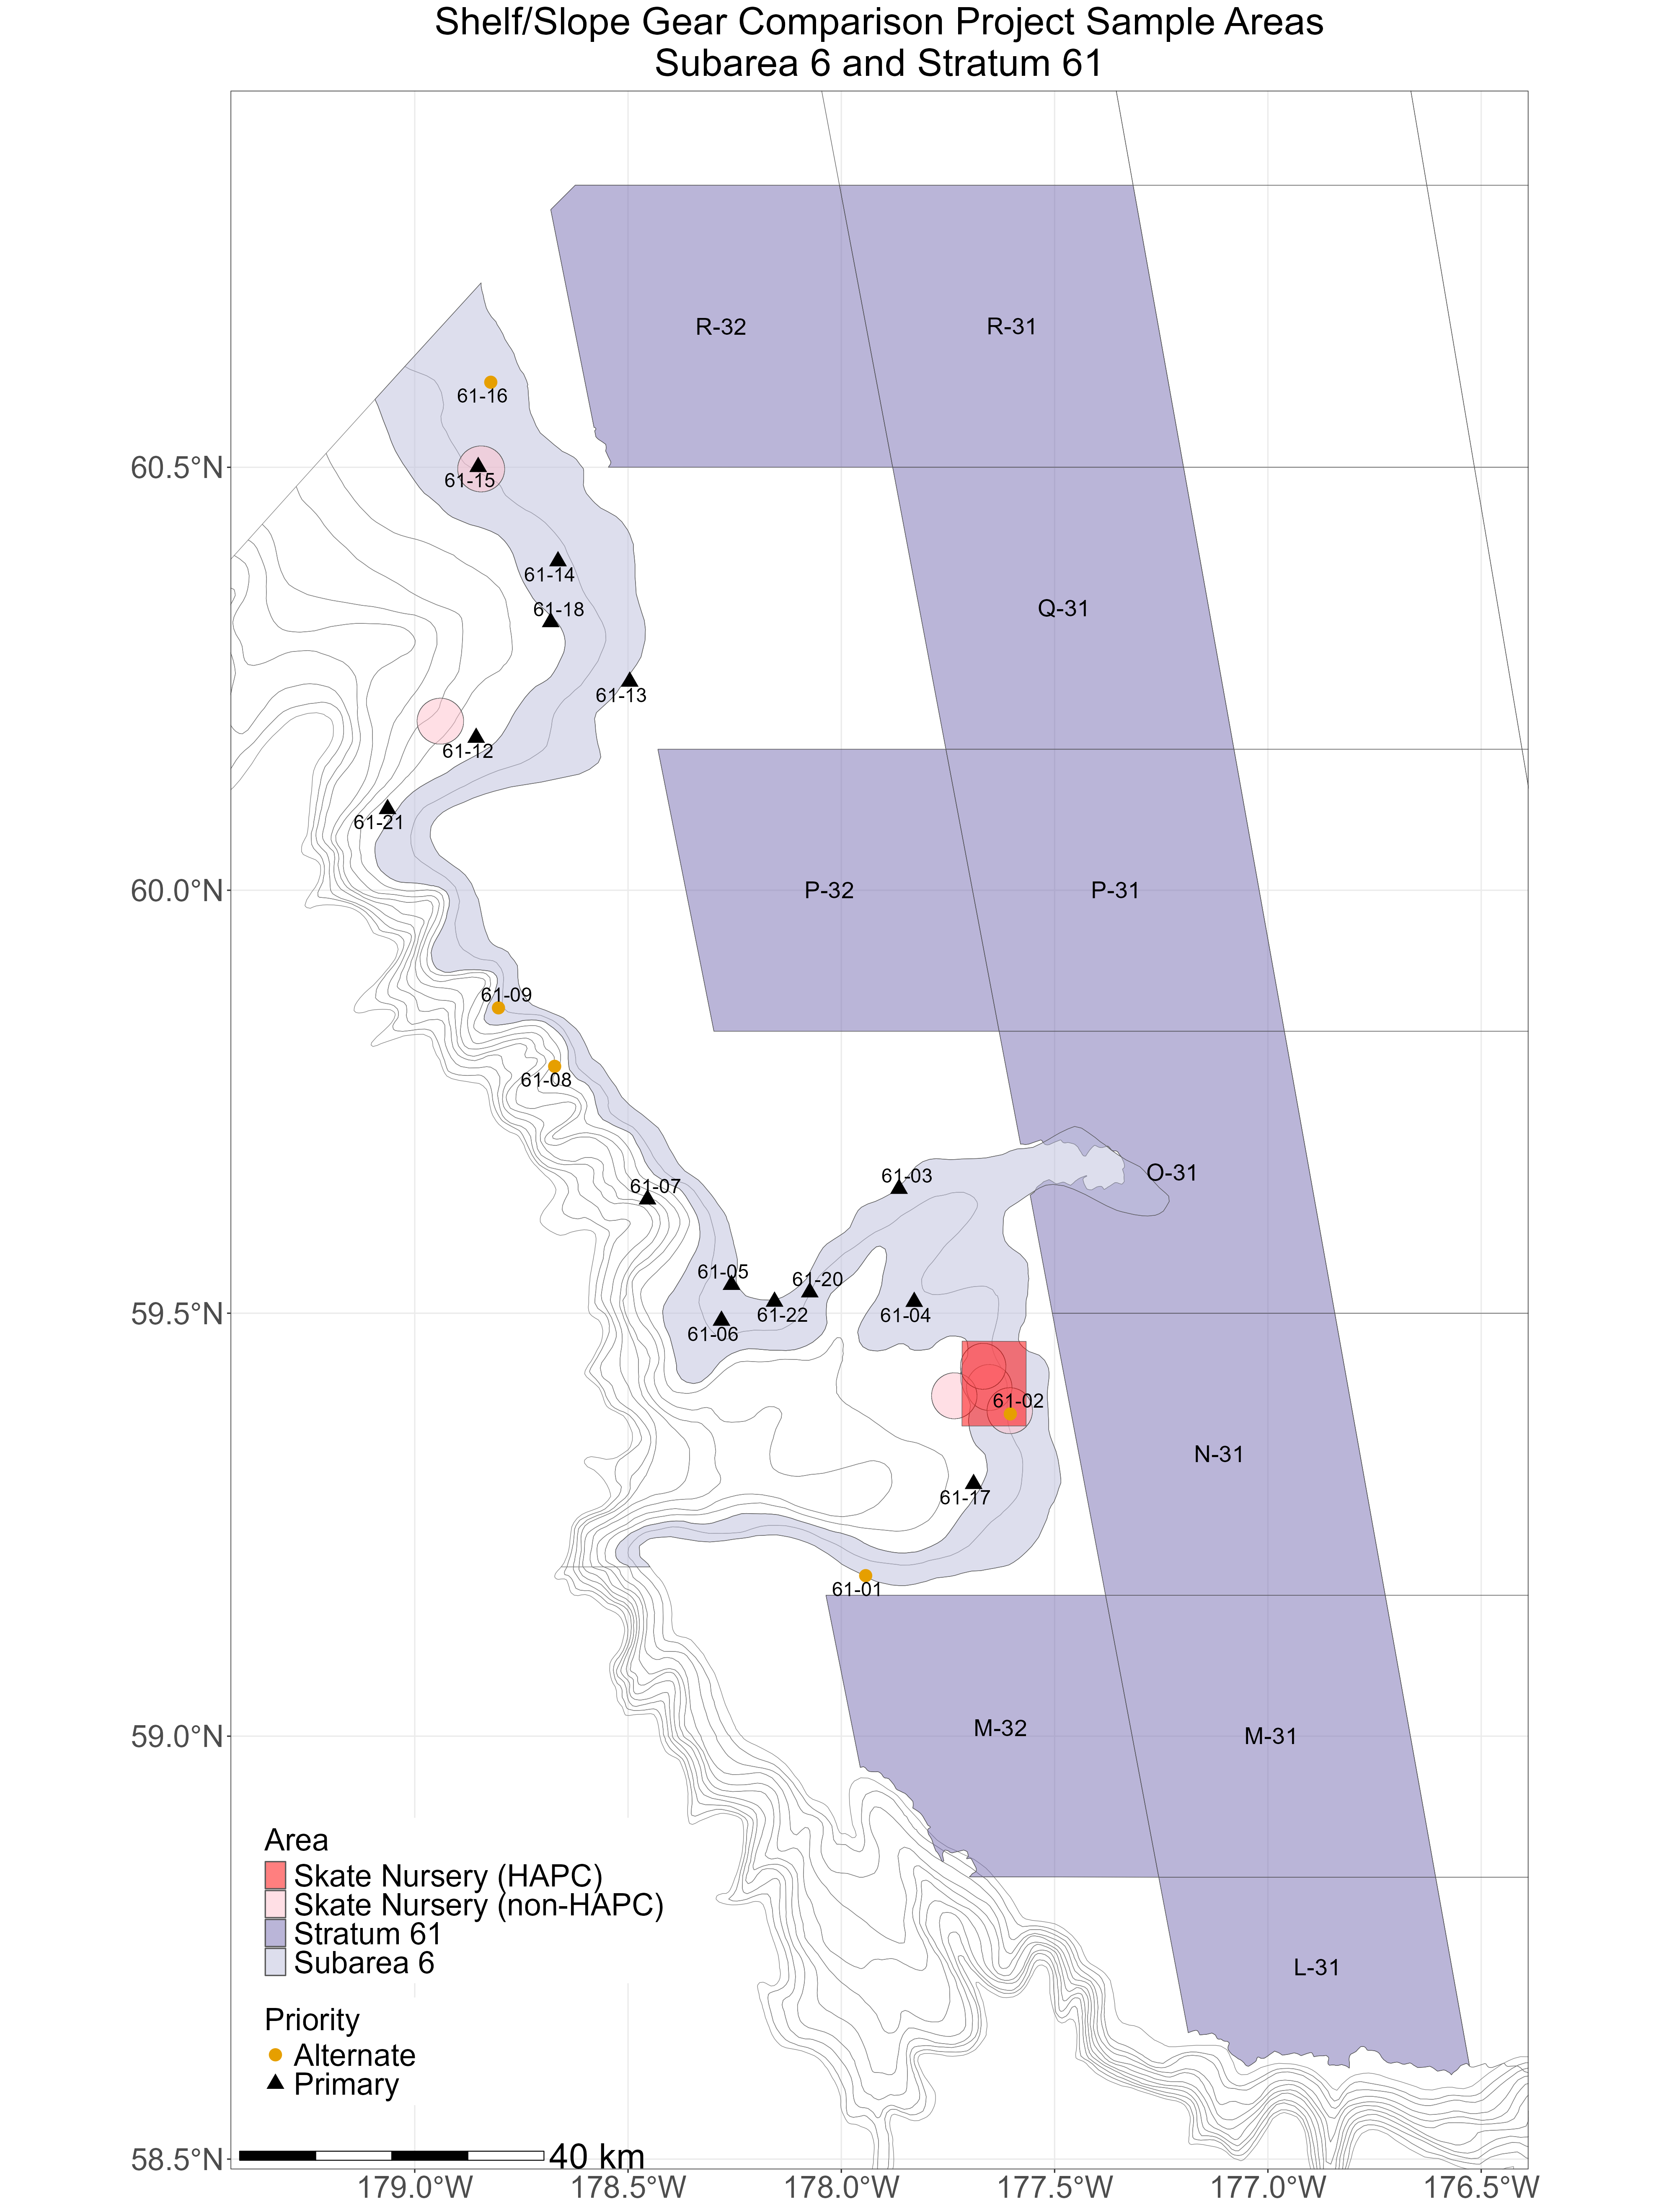 Shelf/Slope Gear Comparison Project Sample Areas
Subarea 6 and Stratum 61
R-32
R-31
61-16
60.5°N
61-15
61-14
61-18
Q-31
61-13
61-12
61-21
60.0°N
P-32
P-31
61-09
61-08
61-03
O-31
61-07
61-05
61-20
59.5°N
61-22
61-04
61-06
61-02
N-31
61-17
61-01
59.0°N
M-32
M-31
Area
Skate Nursery (HAPC)
Skate Nursery (non-HAPC)
Stratum 61
Subarea 6
L-31
Priority
Alternate
Primary
40 km
58.5°N
179.0°W
178.5°W
178.0°W
177.5°W
177.0°W
176.5°W